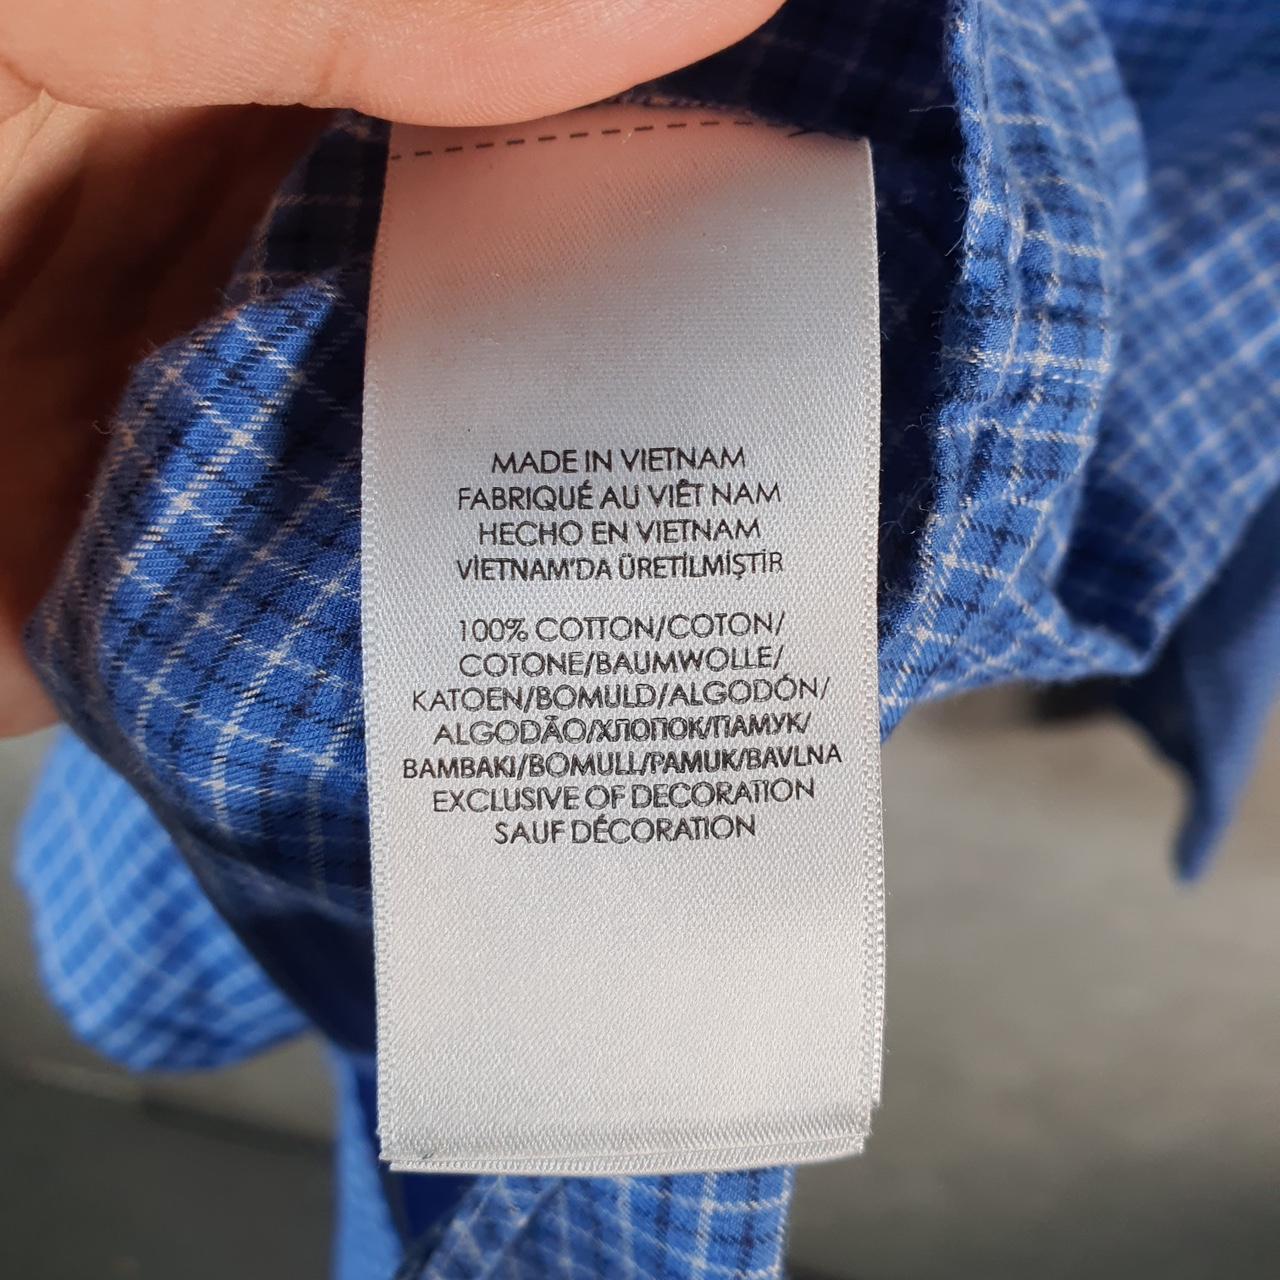 MADE IN VIETNAM
FABRIQUÉ AU VIÊT NAM
HECHO EN VIETNAM
VİETNAM'DA ÜRETİLMİŞTİR
100% COTTON/COTON/
COTONE/BAUMWOLLE/
KATOEN/BOMULD/ALGODÓN/
ALGODÃO/ХЛОПОК/ПАМУК/
BAMBAKI/BOMULL/PAMUK/BAVLNA
EXCLUSIVE OF DECORATION
SAUF DÉCORATION